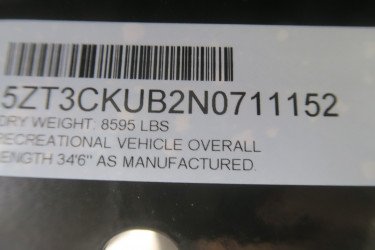 5ZT3CKUB2N0711152
DRY WEIGHT: 8595 LBS
RECREATIONAL VEHICLE OVERALL
LENGTH 34'6" AS MANUFACTURED